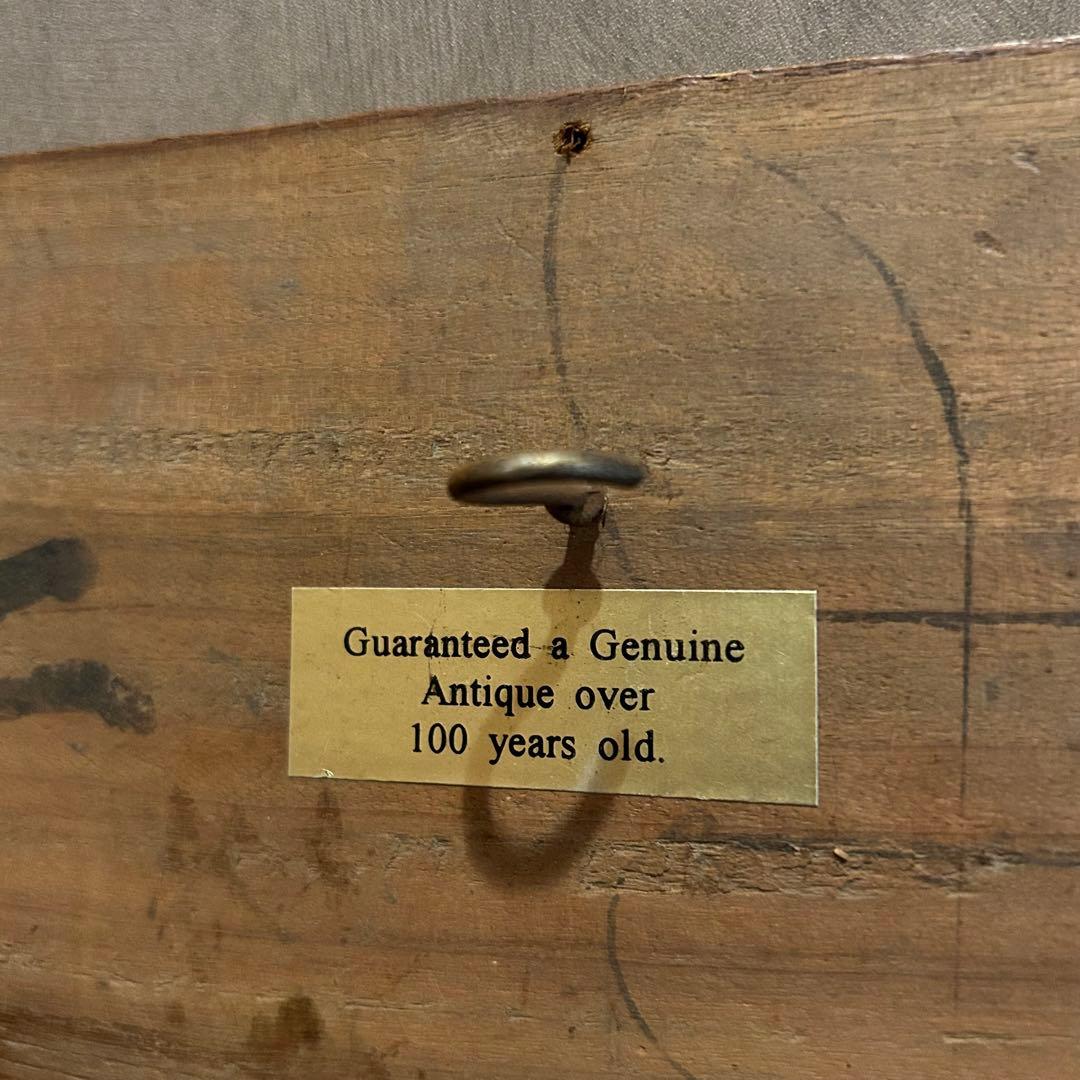 Guaranteed a Genuine
Antique over
100 years old.